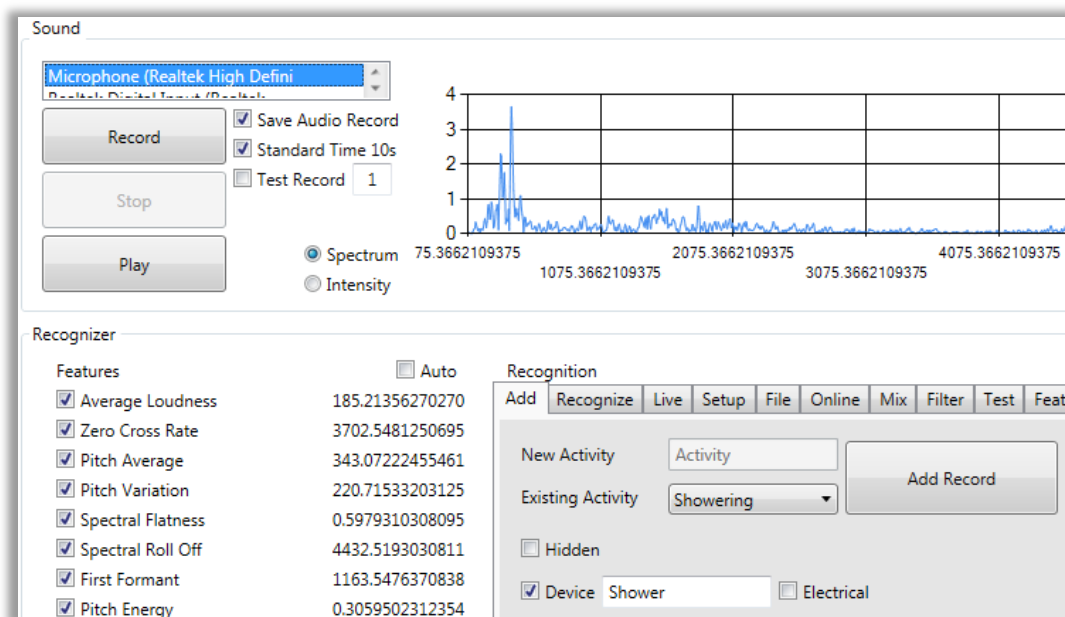 Sound
Microphone (Realtek High Defini
Record
Save Audio Record
Standard Time 10s
Test Record 1
Stop
Play
Spectrum
Intensity
4
3
2
1
0
75.3662109375 2075.3662109375 4075.3662109375
1075.3662109375 3075.3662109375
Recognizer
Features Auto
Average Loudness 185.21356270270
Zero Cross Rate 3702.5481250695
Pitch Average 343.07222455461
Pitch Variation 220.71533203125
Spectral Flatness 0.5979310308095
Spectral Roll Off 4432.5193030811
First Formant 1163.5476370838
Pitch Energy 0.3059502312354
Recognition
Add Recognize Live Setup File Online Mix Filter Test Feat
New Activity Activity
Add Record
Existing Activity Showering
Hidden
Device Shower Electrical